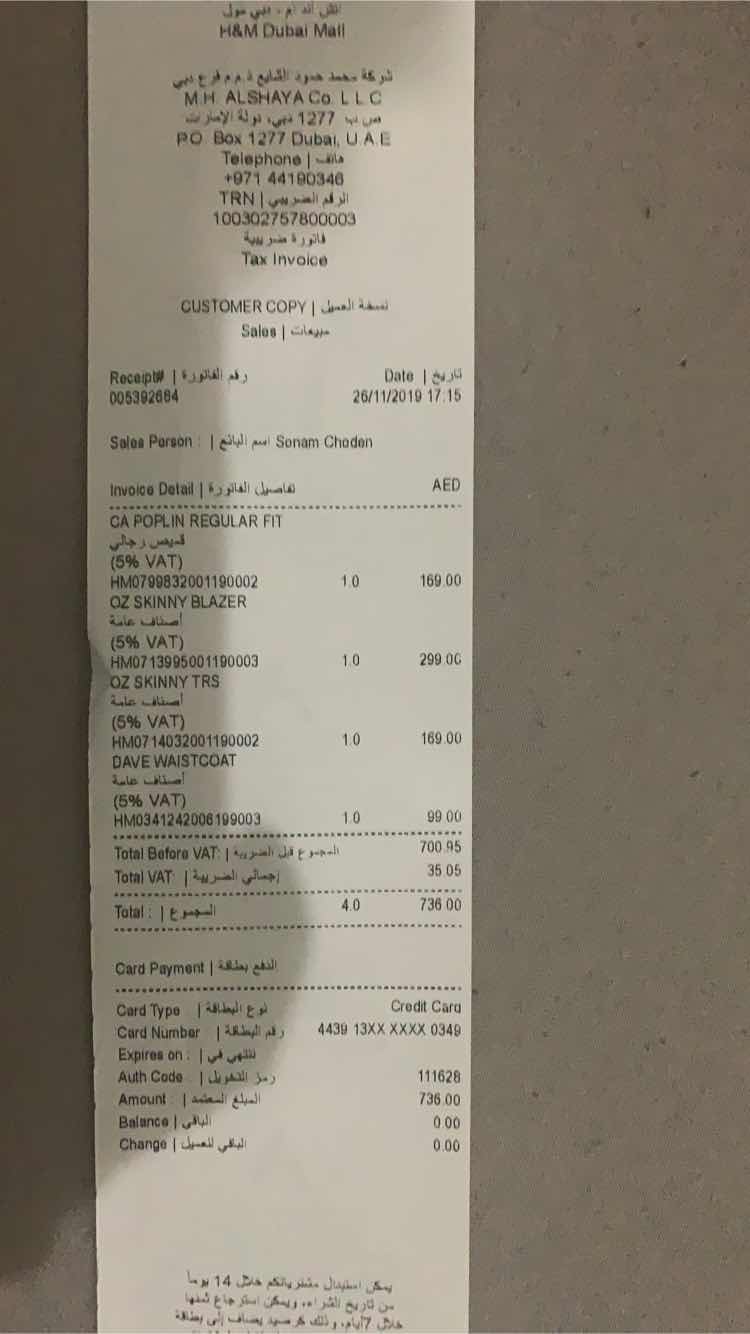 اتش اند ام - دبي مول
H&M Dubai Mall
شركة محمد حمود الشايع ذ.م.م فرع دبي
M.H. ALSHAYA Co. L L C
ص ب 1277 دبي، دولة الإمارات
P.O. Box 1277 Dubai, U.A.E
Telephone | هاتف
+971 44190346
TRN | الرقم الضريبي
100302757800003
فاتورة ضريبية
Tax Invoice
CUSTOMER COPY | نسخة العميل
Sales | مبيعات
Receipt# | رقم الفاتورة Date | تاريخ
005392664 26/11/2019 17:15
Sales Person : | اسم البائع Sonam Choden
Invoice Detail | تفاصيل الفاتورة AED
CA POPLIN REGULAR FIT
قميص رجالي
(5% VAT)
HM0799832001190002 1.0 169.00
OZ SKINNY BLAZER
أصناف عامة
(5% VAT)
HM0713995001190003 1.0 299.00
OZ SKINNY TRS
أصناف عامة
(5% VAT)
HM0714032001190002 1.0 169.00
DAVE WAISTCOAT
أصناف عامة
(5% VAT)
HM0341242006199003 1.0 99.00
Total Before VAT: | المجموع قبل الضريبة 700.95
Total VAT: | إجمالي الضريبة 35.05
Total : | المجموع 4.0 736.00
Card Payment | الدفع بطاقة
Card Type | نوع البطاقة Credit Card
Card Number | رقم البطاقة 4439 13XX XXXX 0349
Expires on : | تنتهي في
Auth Code : | رمز التخويل 111628
Amount : | المبلغ المعتمد 736.00
Balance | الباقي 0.00
Change | الباقي للعميل 0.00
يمكن استبدال مشترياتكم خلال 14 يوماً
من تاريخ الشراء، ويمكن استرجاع ثمنها
خلال 7أيام، وذلك كرصيد يضاف إلى بطاقة